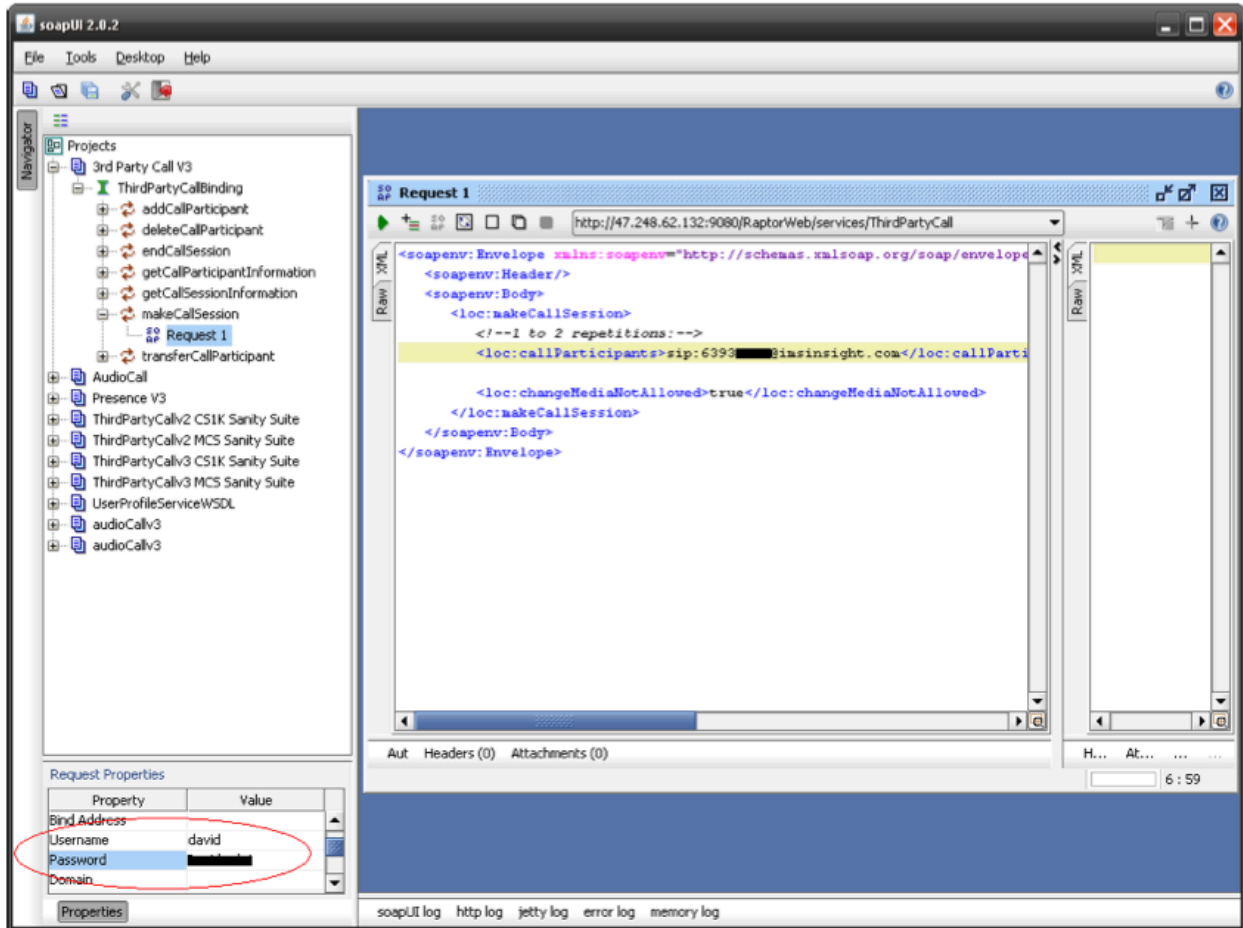 soapUI 2.0.2
File Tools Desktop Help
Navigator
Projects
3rd Party Call V3
ThirdPartyCallBinding
addCallParticipant
deleteCallParticipant
endCallSession
getCallParticipantInformation
getCallSessionInformation
makeCallSession
Request 1
transferCallParticipant
AudioCall
Presence V3
ThirdPartyCallv2 CS1K Sanity Suite
ThirdPartyCallv2 MCS Sanity Suite
ThirdPartyCallv3 CS1K Sanity Suite
ThirdPartyCallv3 MCS Sanity Suite
UserProfileServiceWSDL
audioCallv3
audioCallv3
Request Properties
Property Value
Bind Address
Username david
Password
Domain
Properties
Request 1
http://47.248.62.132:9080/RaptorWeb/services/ThirdPartyCall
XML
Raw
<soapenv:Envelope xmlns:soapenv="http://schemas.xmlsoap.org/soap/envelope
<soapenv:Header/>
<soapenv:Body>
<loc:makeCallSession>
<!--1 to 2 repetitions:-->
<loc:callParticipants>sip:6393 @imsinsight.com</loc:callParti
<loc:changeMediaNotAllowed>true</loc:changeMediaNotAllowed>
</loc:makeCallSession>
</soapenv:Body>
</soapenv:Envelope>
Aut Headers (0) Attachments (0)
XML
Raw
H... At... ... ...
6 : 59
soapUI log http log jetty log error log memory log